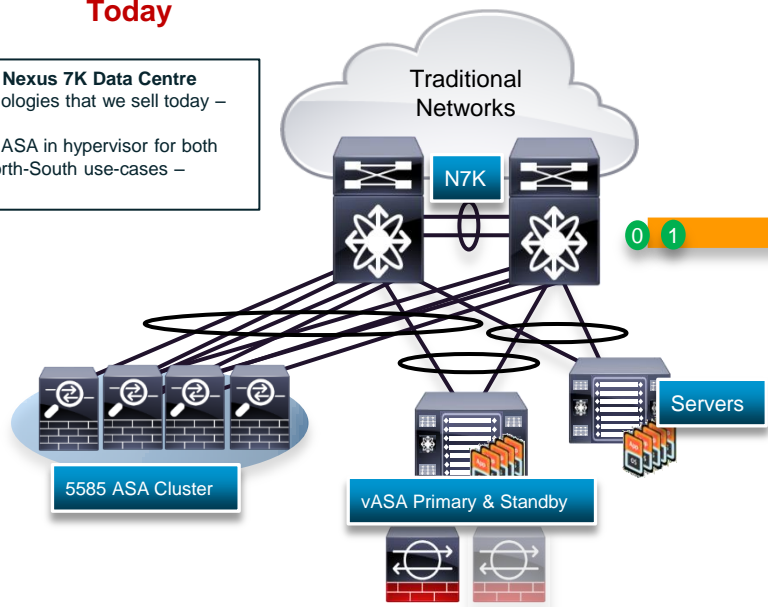 Today
Nexus 7K Data Centre
ologies that we sell today –
ASA in hypervisor for both
rth-South use-cases –
Traditional
Networks
N7K
0 1
Servers
5585 ASA Cluster
vASA Primary & Standby